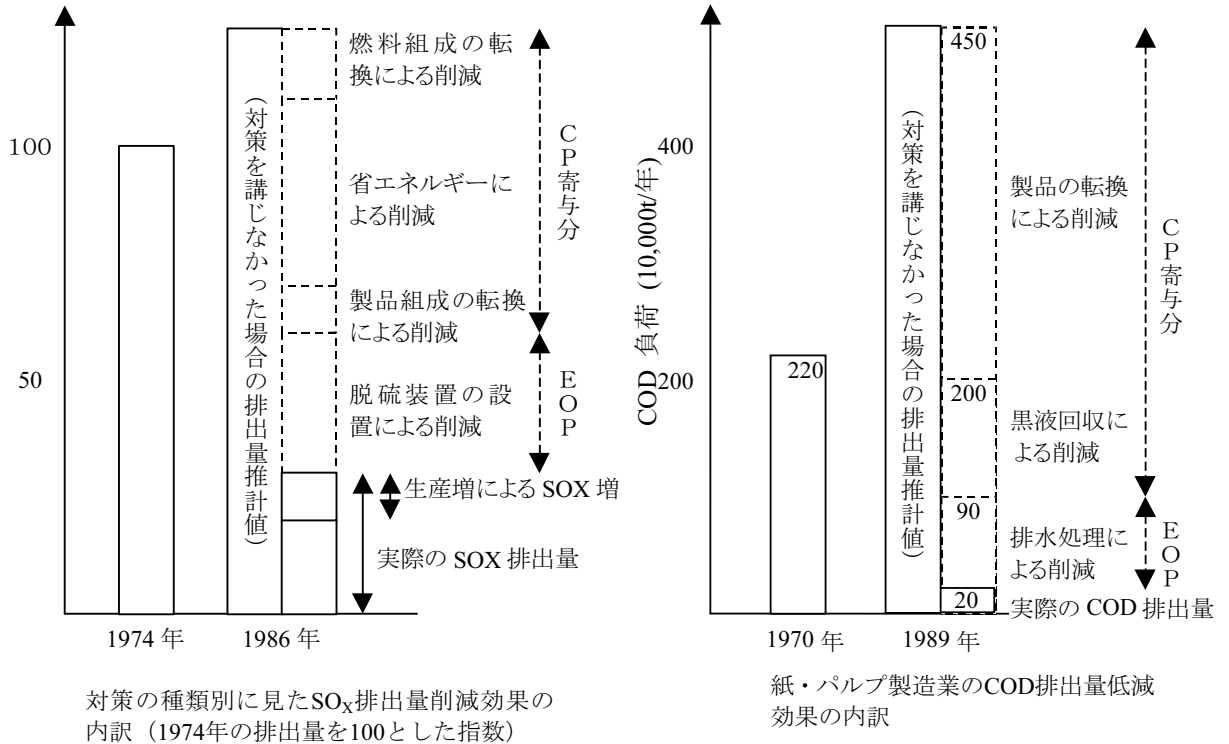 100
50
(対策を講じなかった場合の排出量推計値)
燃料組成の転
換による削減
省エネルギーに
よる削減
製品組成の転換
による削減
脱硫装置の設
置による削減
CP寄与分
EOP
生産増による SOX 増
実際の SOX 排出量
1974 年
1986 年
対策の種類別に見たSOX排出量削減効果の
内訳（1974年の排出量を100とした指数）
COD 負荷 (10,000t/年)
400
200
220
(対策を講じなかった場合の排出量推計値)
450
200
90
20
製品の転換
による削減
黒液回収に
よる削減
排水処理に
よる削減
実際の COD 排出量
CP寄与分
EOP
1970 年
1989 年
紙・パルプ製造業のCOD排出量低減
効果の内訳